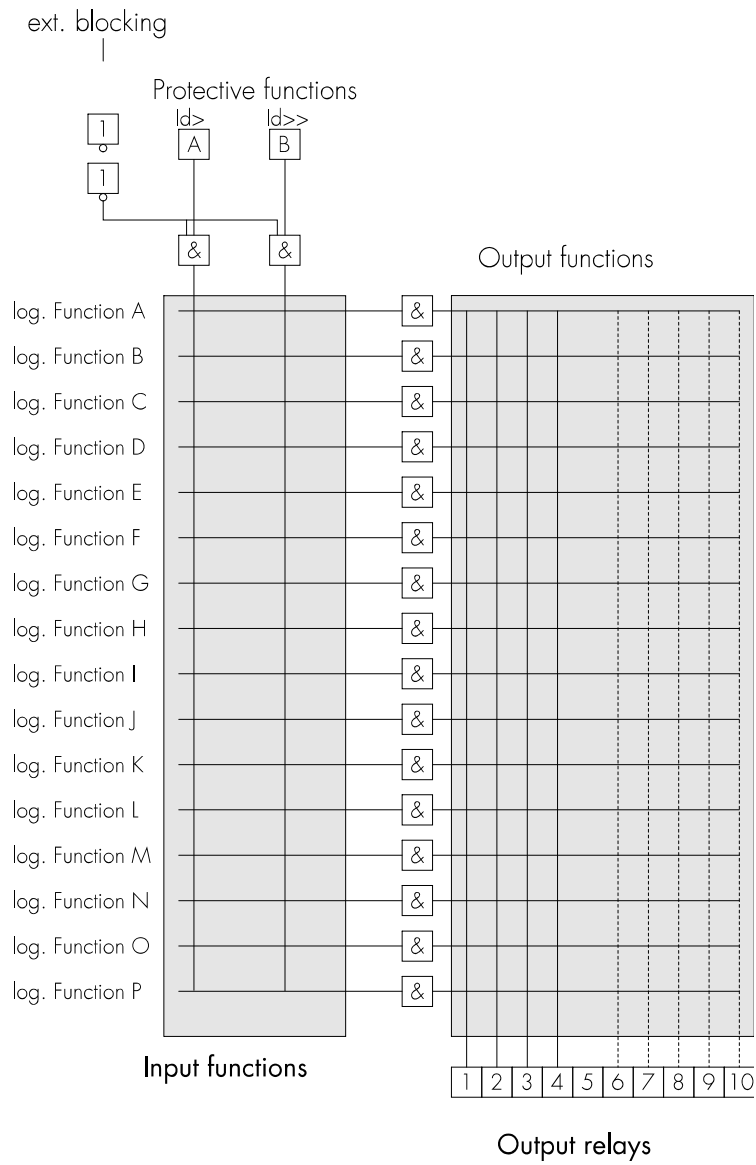 ext. blocking
Protective functions
Id> Id>>
1 A B
1
& &
Output functions
log. Function A &
log. Function B &
log. Function C &
log. Function D &
log. Function E &
log. Function F &
log. Function G &
log. Function H &
log. Function I &
log. Function J &
log. Function K &
log. Function L &
log. Function M &
log. Function N &
log. Function O &
log. Function P &
Input functions
1 2 3 4 5 6 7 8 9 10
Output relays